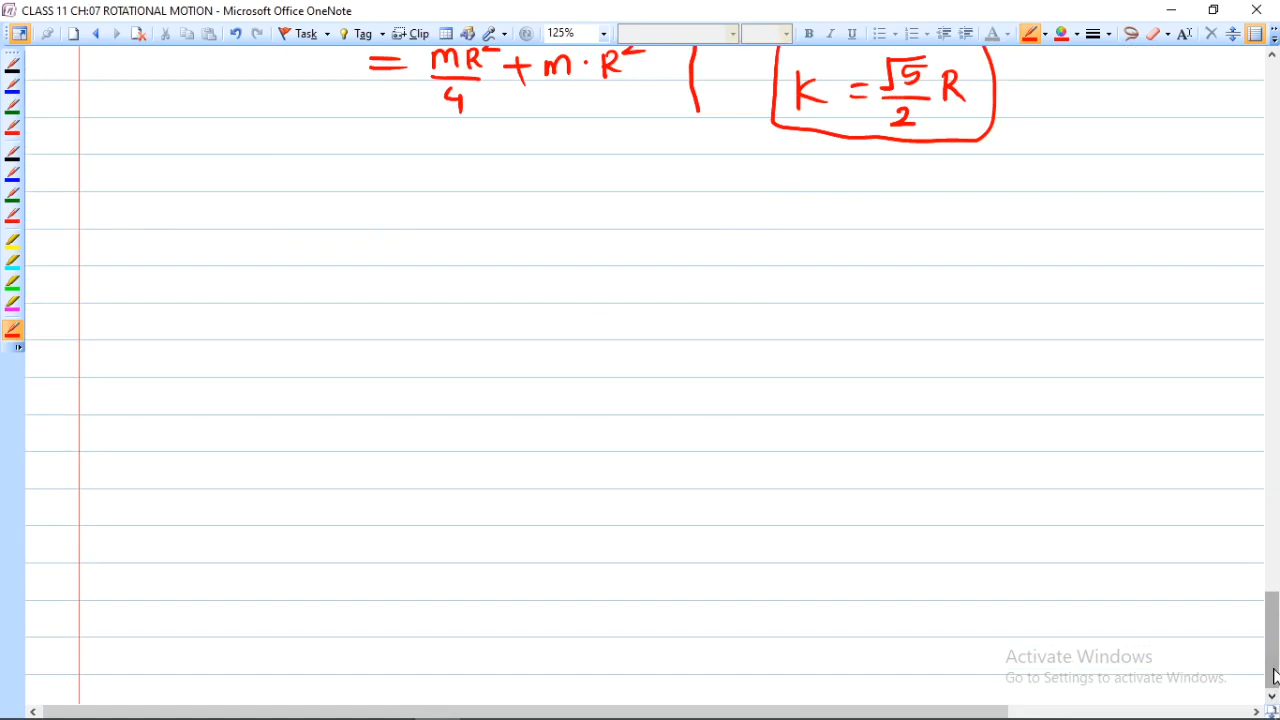 CLASS 11 CH:07 ROTATIONAL MOTION - Microsoft Office OneNote
Task Tag Clip 125% B I U A A AT
= mR²/4 + m · R²
K = √5/2 R
Activate Windows
Go to Settings to activate Windows.